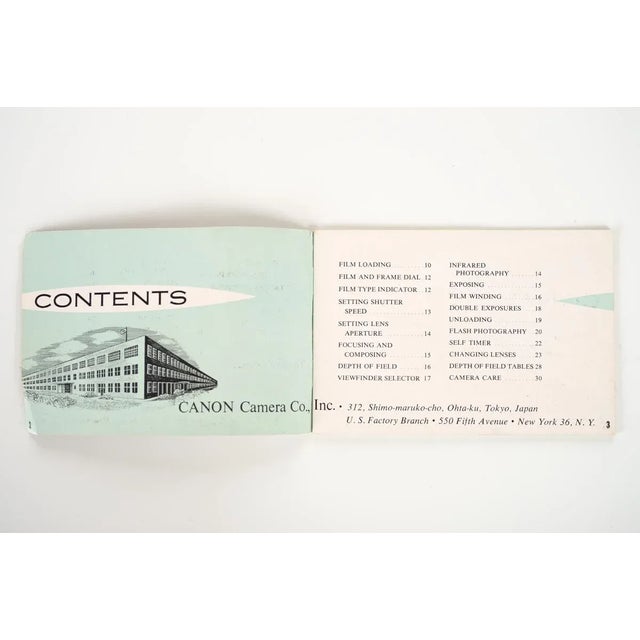 CONTENTS
CANON Camera Co., Inc. • 312, Shimo-maruko-cho, Ohta-ku, Tokyo, Japan
U. S. Factory Branch • 550 Fifth Avenue • New York 36, N. Y.
2
FILM LOADING ........ 10
FILM AND FRAME DIAL 12
FILM TYPE INDICATOR . 12
SETTING SHUTTER
SPEED ............ 13
SETTING LENS
APERTURE ......... 14
FOCUSING AND
COMPOSING ........ 15
DEPTH OF FIELD ...... 16
VIEWFINDER SELECTOR . 17
INFRARED
PHOTOGRAPHY ...... 14
EXPOSING ............ 15
FILM WINDING ........ 16
DOUBLE EXPOSURES .... 18
UNLOADING ........... 19
FLASH PHOTOGRAPHY . 20
SELF TIMER .......... 22
CHANGING LENSES ..... 23
DEPTH OF FIELD TABLES 28
CAMERA CARE ........ 30
3